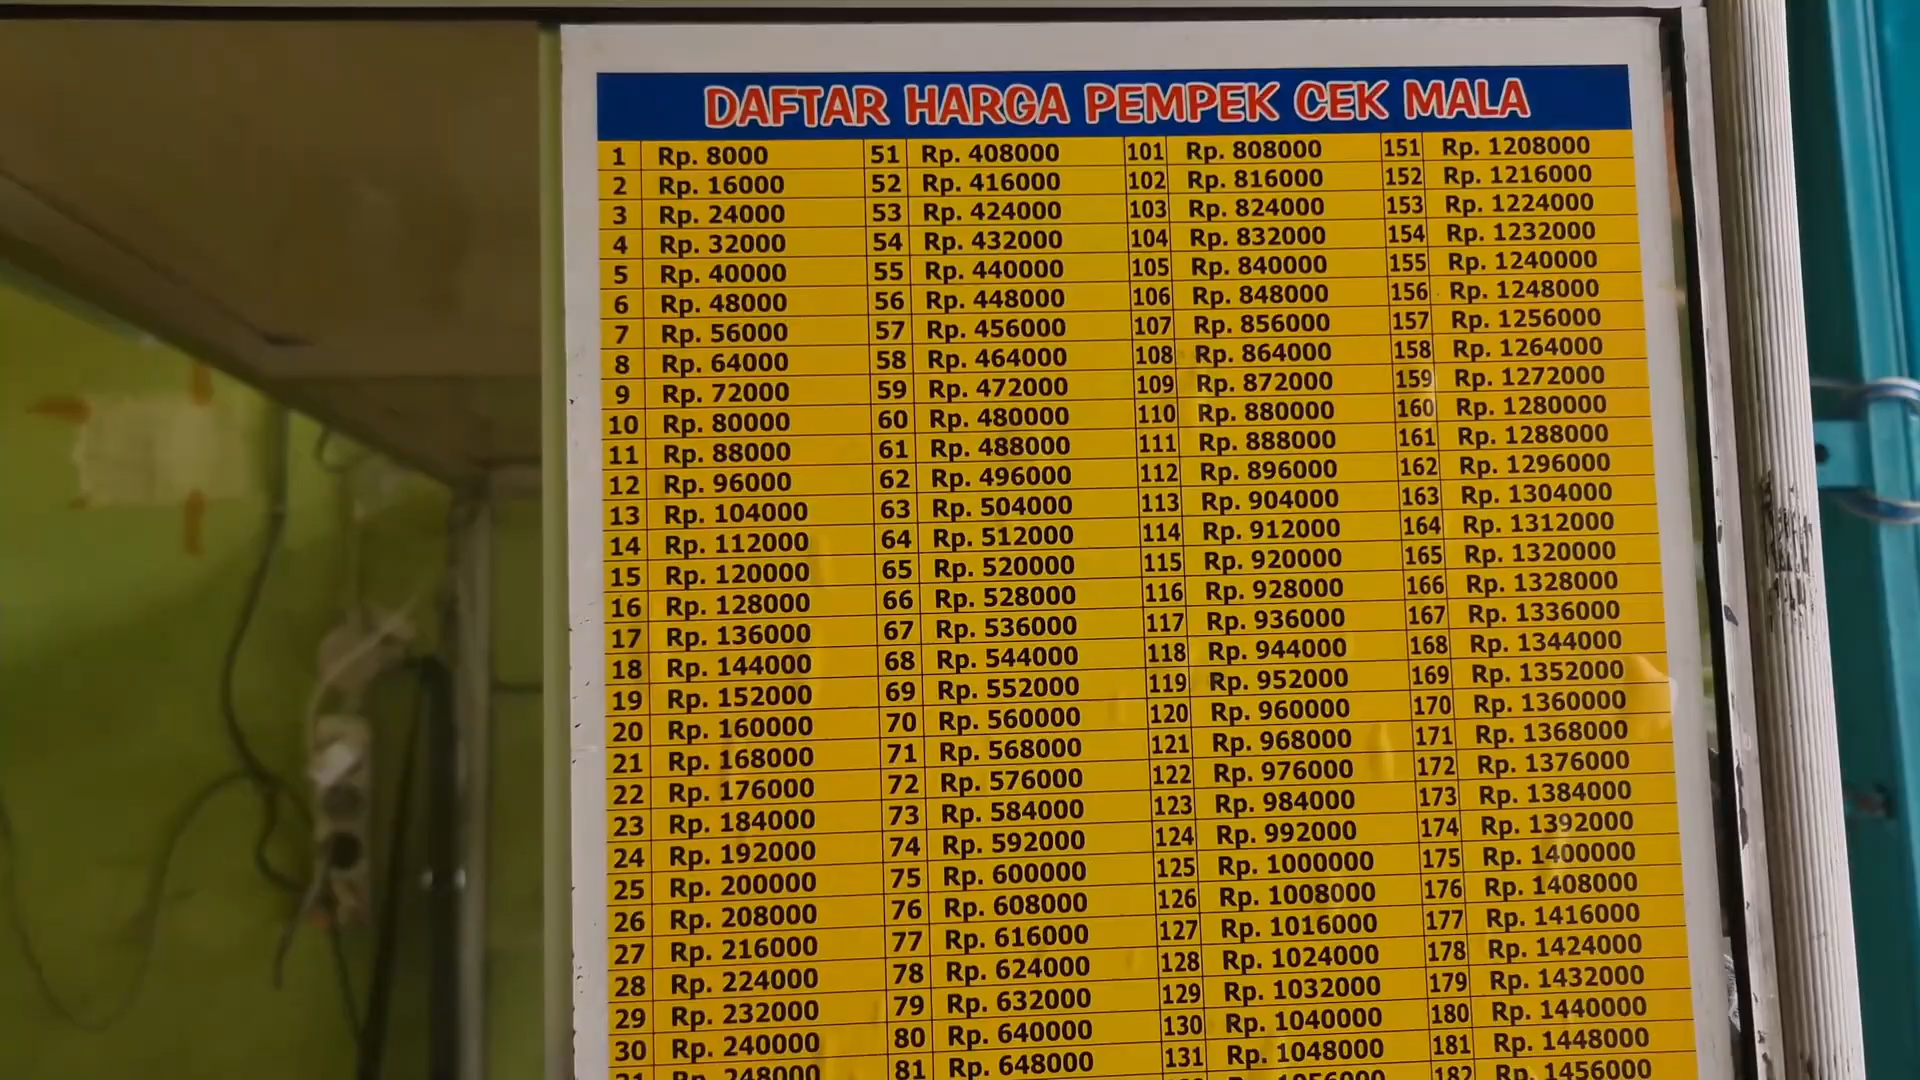 DAFTAR HARGA PEMPEK CEK MALA
1 Rp. 8000 51 Rp. 408000 101 Rp. 808000 151 Rp. 1208000
2 Rp. 16000 52 Rp. 416000 102 Rp. 816000 152 Rp. 1216000
3 Rp. 24000 53 Rp. 424000 103 Rp. 824000 153 Rp. 1224000
4 Rp. 32000 54 Rp. 432000 104 Rp. 832000 154 Rp. 1232000
5 Rp. 40000 55 Rp. 440000 105 Rp. 840000 155 Rp. 1240000
6 Rp. 48000 56 Rp. 448000 106 Rp. 848000 156 Rp. 1248000
7 Rp. 56000 57 Rp. 456000 107 Rp. 856000 157 Rp. 1256000
8 Rp. 64000 58 Rp. 464000 108 Rp. 864000 158 Rp. 1264000
9 Rp. 72000 59 Rp. 472000 109 Rp. 872000 159 Rp. 1272000
10 Rp. 80000 60 Rp. 480000 110 Rp. 880000 160 Rp. 1280000
11 Rp. 88000 61 Rp. 488000 111 Rp. 888000 161 Rp. 1288000
12 Rp. 96000 62 Rp. 496000 112 Rp. 896000 162 Rp. 1296000
13 Rp. 104000 63 Rp. 504000 113 Rp. 904000 163 Rp. 1304000
14 Rp. 112000 64 Rp. 512000 114 Rp. 912000 164 Rp. 1312000
15 Rp. 120000 65 Rp. 520000 115 Rp. 920000 165 Rp. 1320000
16 Rp. 128000 66 Rp. 528000 116 Rp. 928000 166 Rp. 1328000
17 Rp. 136000 67 Rp. 536000 117 Rp. 936000 167 Rp. 1336000
18 Rp. 144000 68 Rp. 544000 118 Rp. 944000 168 Rp. 1344000
19 Rp. 152000 69 Rp. 552000 119 Rp. 952000 169 Rp. 1352000
20 Rp. 160000 70 Rp. 560000 120 Rp. 960000 170 Rp. 1360000
21 Rp. 168000 71 Rp. 568000 121 Rp. 968000 171 Rp. 1368000
22 Rp. 176000 72 Rp. 576000 122 Rp. 976000 172 Rp. 1376000
23 Rp. 184000 73 Rp. 584000 123 Rp. 984000 173 Rp. 1384000
24 Rp. 192000 74 Rp. 592000 124 Rp. 992000 174 Rp. 1392000
25 Rp. 200000 75 Rp. 600000 125 Rp. 1000000 175 Rp. 1400000
26 Rp. 208000 76 Rp. 608000 126 Rp. 1008000 176 Rp. 1408000
27 Rp. 216000 77 Rp. 616000 127 Rp. 1016000 177 Rp. 1416000
28 Rp. 224000 78 Rp. 624000 128 Rp. 1024000 178 Rp. 1424000
29 Rp. 232000 79 Rp. 632000 129 Rp. 1032000 179 Rp. 1432000
30 Rp. 240000 80 Rp. 640000 130 Rp. 1040000 180 Rp. 1440000
Rp. 248000 81 Rp. 648000 131 Rp. 1048000 181 Rp. 1448000
182 Rp. 1456000